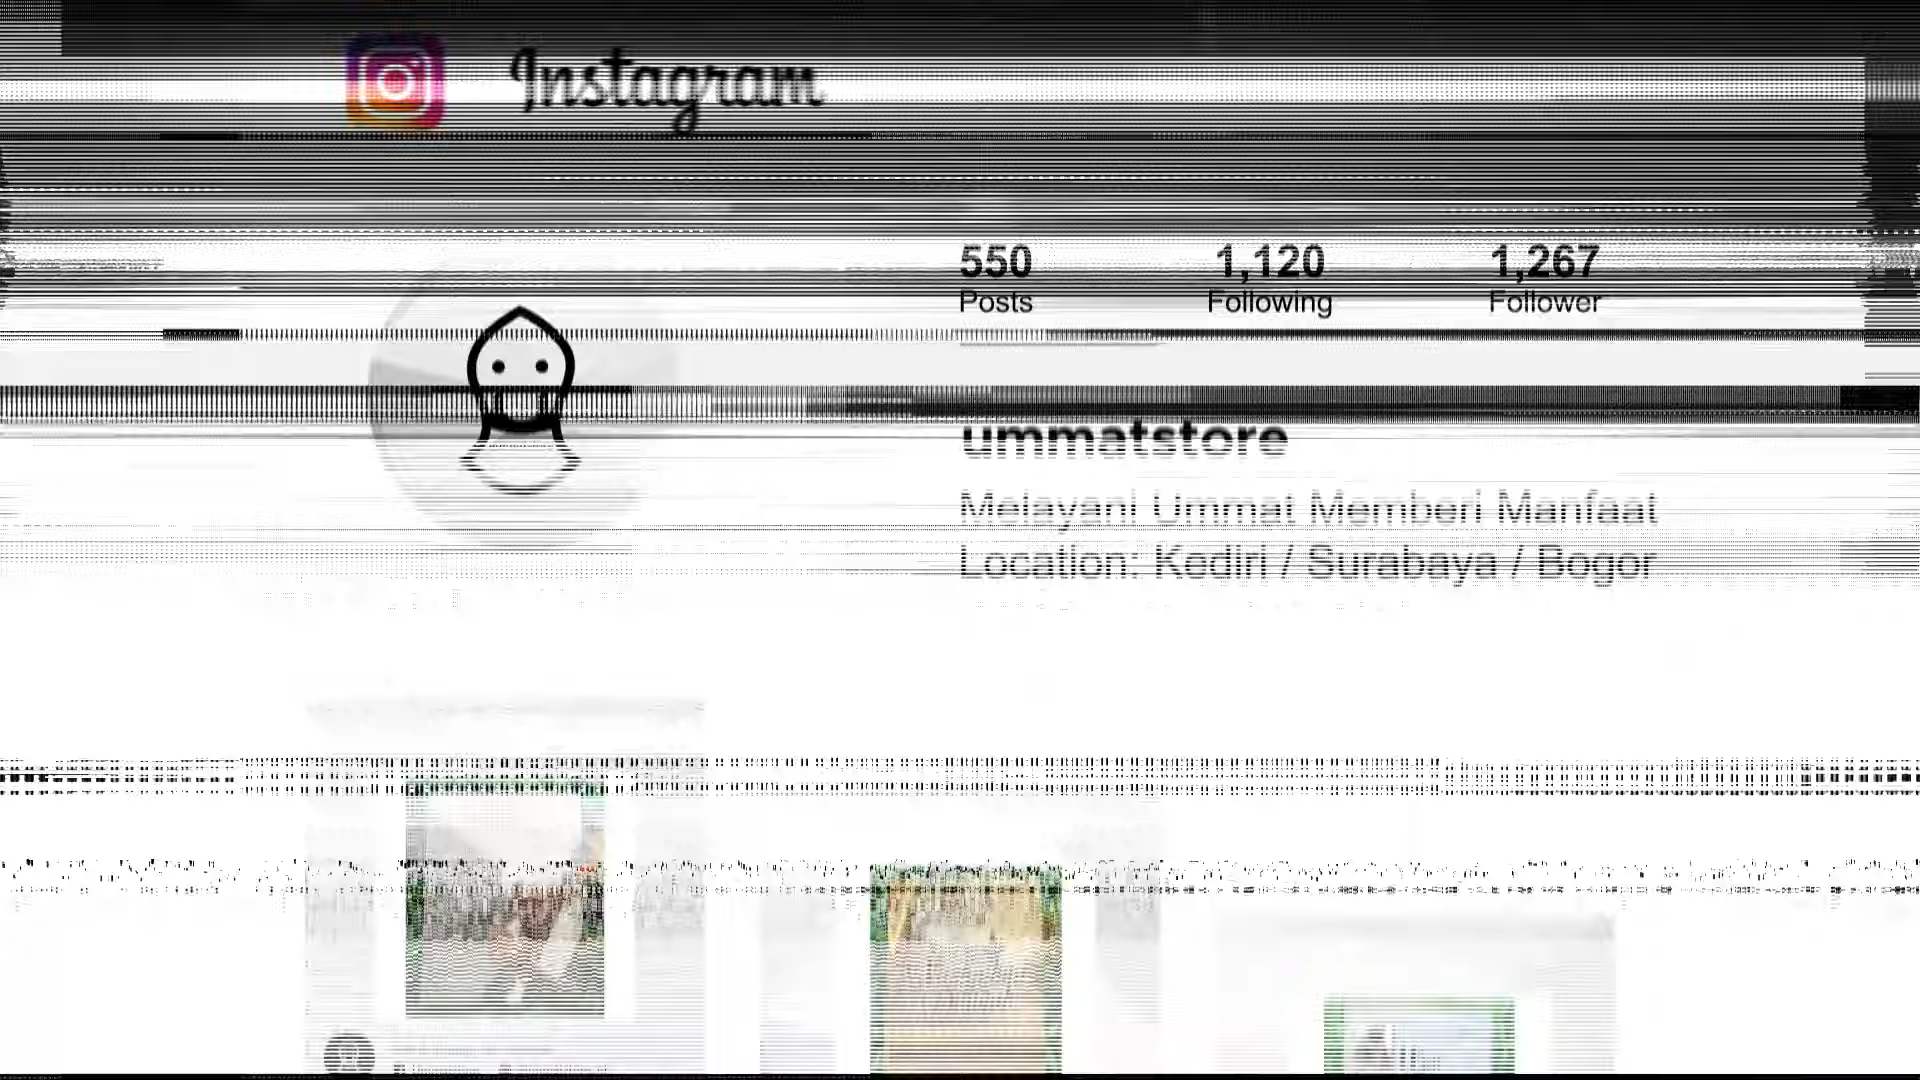 Instagram
550 1,120 1,267
Posts Following Follower
ummatstore
Melayani Ummat Memberi Manfaat
Location: Kediri / Surabaya / Bogor